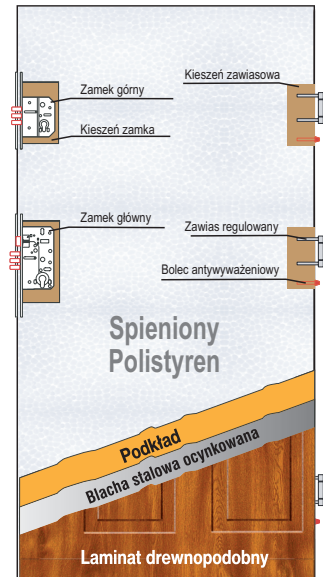 Kieszeń zawiasowa
Zamek górny
Kieszeń zamka
Zamek główny
Zawias regulowany
Bolec antywyważeniowy
Spieniony
Polistyren
Podkład
Blacha stalowa ocynkowana
Laminat drewnopodobny